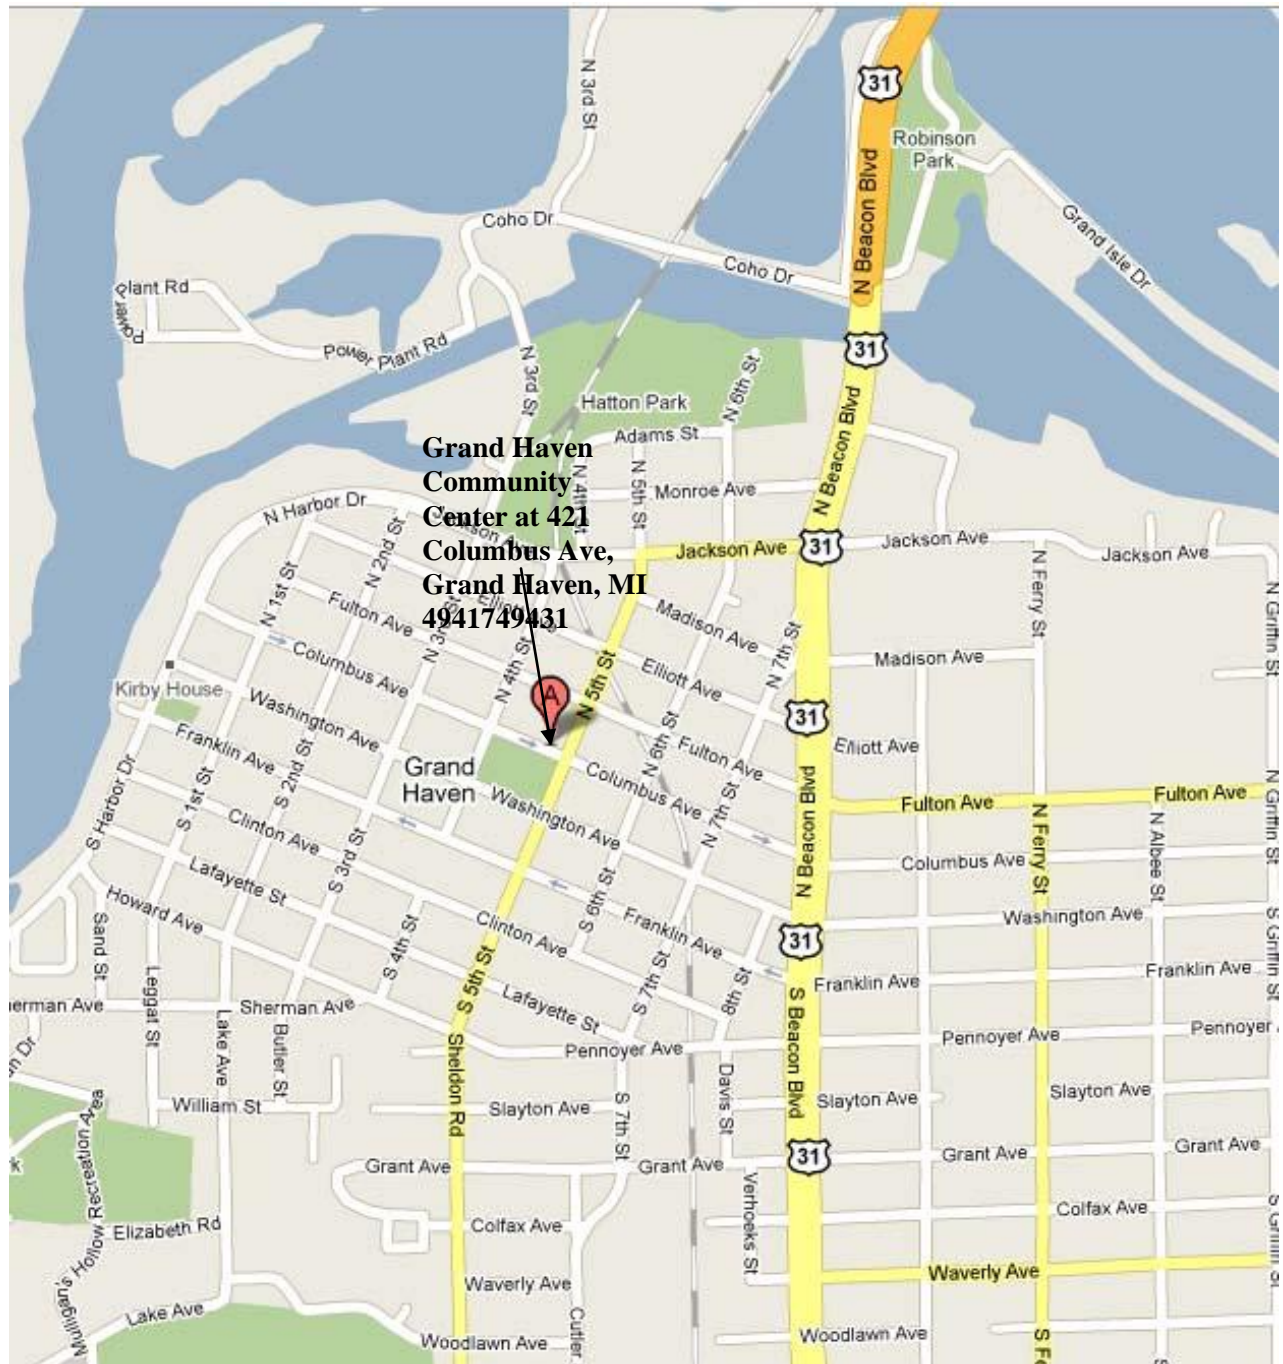 31
N 3rd St
Robinson
Park
N Beacon Blvd
Coho Dr
Grand Isle Dr
Coho Dr
Plant Rd
Power
Power Plant Rd
31
N 3rd St
N 6th St
Hatton Park
N Beacon Blvd
Adams St
Grand Haven
Community
Center at 421
Columbus Ave,
Grand Haven, MI
4941749431
N 4th St
N 5th St
Monroe Ave
N Harbor Dr
Jackson Ave
N 2nd St
Jackson Ave
31
Jackson Ave
Jackson Ave
N 1st St
N Ferry St
N Griffin St
Fulton Ave
Elliott
Madison Ave
N 3rd St
N 7th St
Columbus Ave
N 4th St
Elliott Ave
Madison Ave
Kirby House
A
N 5th St
31
Washington Ave
Franklin Ave
N 6th St
Fulton Ave
Elliott Ave
Grand
Haven
S 2nd St
Columbus Ave
N Beacon Blvd
S Harbor Dr
S 1st St
Washington Ave
N 7th St
Fulton Ave
Fulton Ave
N Griffin St
Clinton Ave
N Ferry St
N Albee St
S 3rd St
Columbus Ave
Lafayette St
Howard Ave
S 6th St
Franklin Ave
Washington Ave
Sand St
S 4th St
Clinton Ave
31
S Griffin St
Leggat St
S 5th St
S 7th St
8th St
Franklin Ave
Franklin Ave
erman Ave
Sherman Ave
Lafayette St
S Beacon Blvd
Lake Ave
Butler St
Pennoyer Ave
Pennoyer Ave
Pennoyer
n Dr
Sheldon Rd
William St
Slayton Ave
S 7th St
Davis St
Slayton Ave
Slayton Ave
k
Grant Ave
Grant Ave
31
Grant Ave
Grant Ave
Mulligan's Hollow Recreation Area
Elizabeth Rd
Colfax Ave
Verhoeks St
Colfax Ave
S Griffin St
Waverly Ave
Waverly Ave
Lake Ave
Woodlawn Ave
Cutler
Woodlawn Ave
S Fe